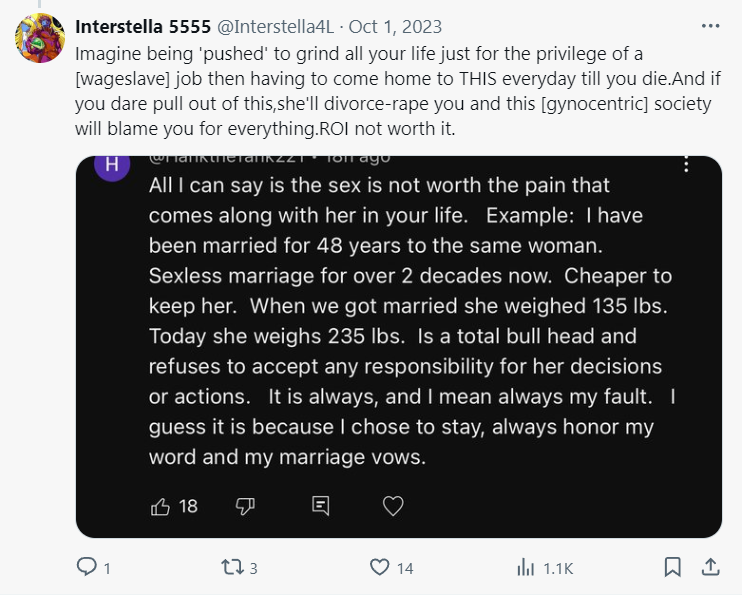 Interstella 5555 @Interstella4L · Oct 1, 2023
Imagine being 'pushed' to grind all your life just for the privilege of a
[wageslave] job then having to come home to THIS everyday till you die.And if
you dare pull out of this,she'll divorce-rape you and this [gynocentric] society
will blame you for everything.ROI not worth it.
H
@Hankthetank221 · 18h ago
All I can say is the sex is not worth the pain that
comes along with her in your life. Example: I have
been married for 48 years to the same woman.
Sexless marriage for over 2 decades now. Cheaper to
keep her. When we got married she weighed 135 lbs.
Today she weighs 235 lbs. Is a total bull head and
refuses to accept any responsibility for her decisions
or actions. It is always, and I mean always my fault. I
guess it is because I chose to stay, always honor my
word and my marriage vows.
18
1 3 14 1.1K